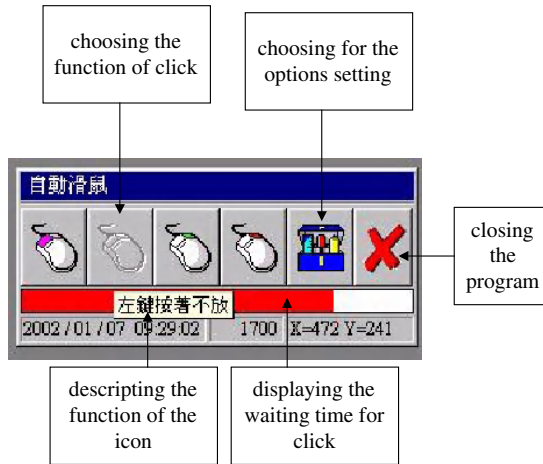 choosing the
function of click
choosing for the
options setting
自動滑鼠
closing
the
program
左鍵按著不放
2002 / 01 / 07 09:29:02 1700 X=472 Y=241
descripting the
function of the
icon
displaying the
waiting time for
click